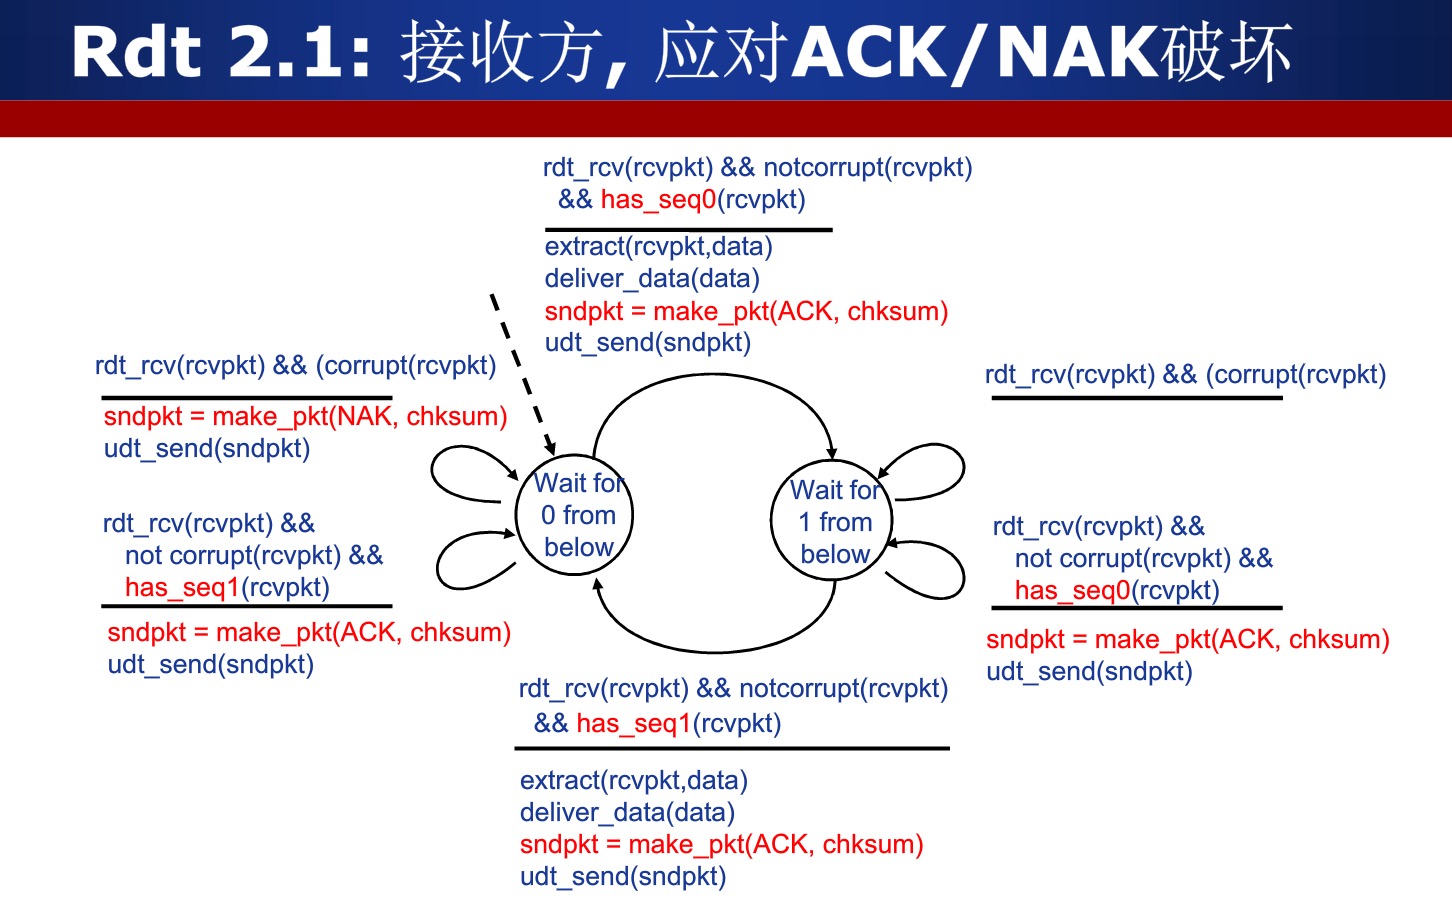 Rdt 2.1: 接收方, 应对ACK/NAK破坏
rdt_rcv(rcvpkt) && notcorrupt(rcvpkt)
&& has_seq0(rcvpkt)
extract(rcvpkt,data)
deliver_data(data)
sndpkt = make_pkt(ACK, chksum)
udt_send(sndpkt)
rdt_rcv(rcvpkt) && (corrupt(rcvpkt)
sndpkt = make_pkt(NAK, chksum)
udt_send(sndpkt)
rdt_rcv(rcvpkt) &&
not corrupt(rcvpkt) &&
has_seq1(rcvpkt)
sndpkt = make_pkt(ACK, chksum)
udt_send(sndpkt)
Wait for
0 from
below
Wait for
1 from
below
rdt_rcv(rcvpkt) && (corrupt(rcvpkt)
rdt_rcv(rcvpkt) &&
not corrupt(rcvpkt) &&
has_seq0(rcvpkt)
sndpkt = make_pkt(ACK, chksum)
udt_send(sndpkt)
rdt_rcv(rcvpkt) && notcorrupt(rcvpkt)
&& has_seq1(rcvpkt)
extract(rcvpkt,data)
deliver_data(data)
sndpkt = make_pkt(ACK, chksum)
udt_send(sndpkt)